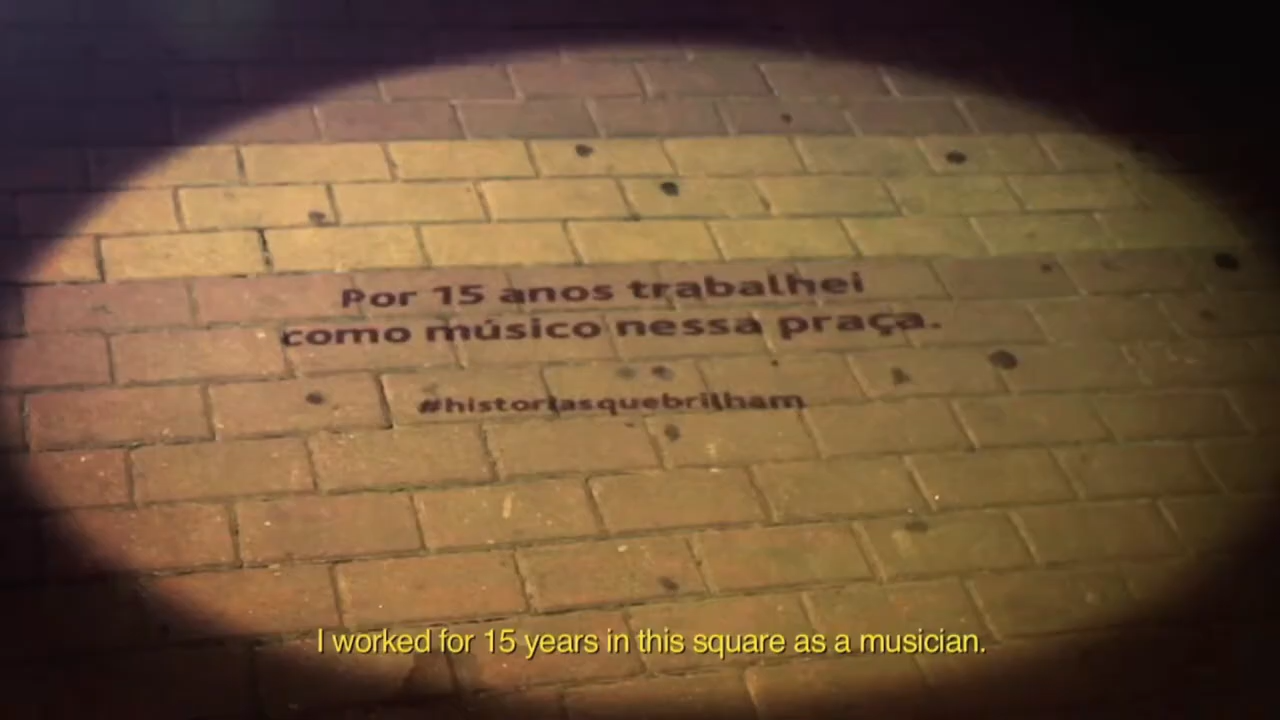 Por 15 anos trabalhei
como músico nessa praça.
#historiasquebrilham
I worked for 15 years in this square as a musician.